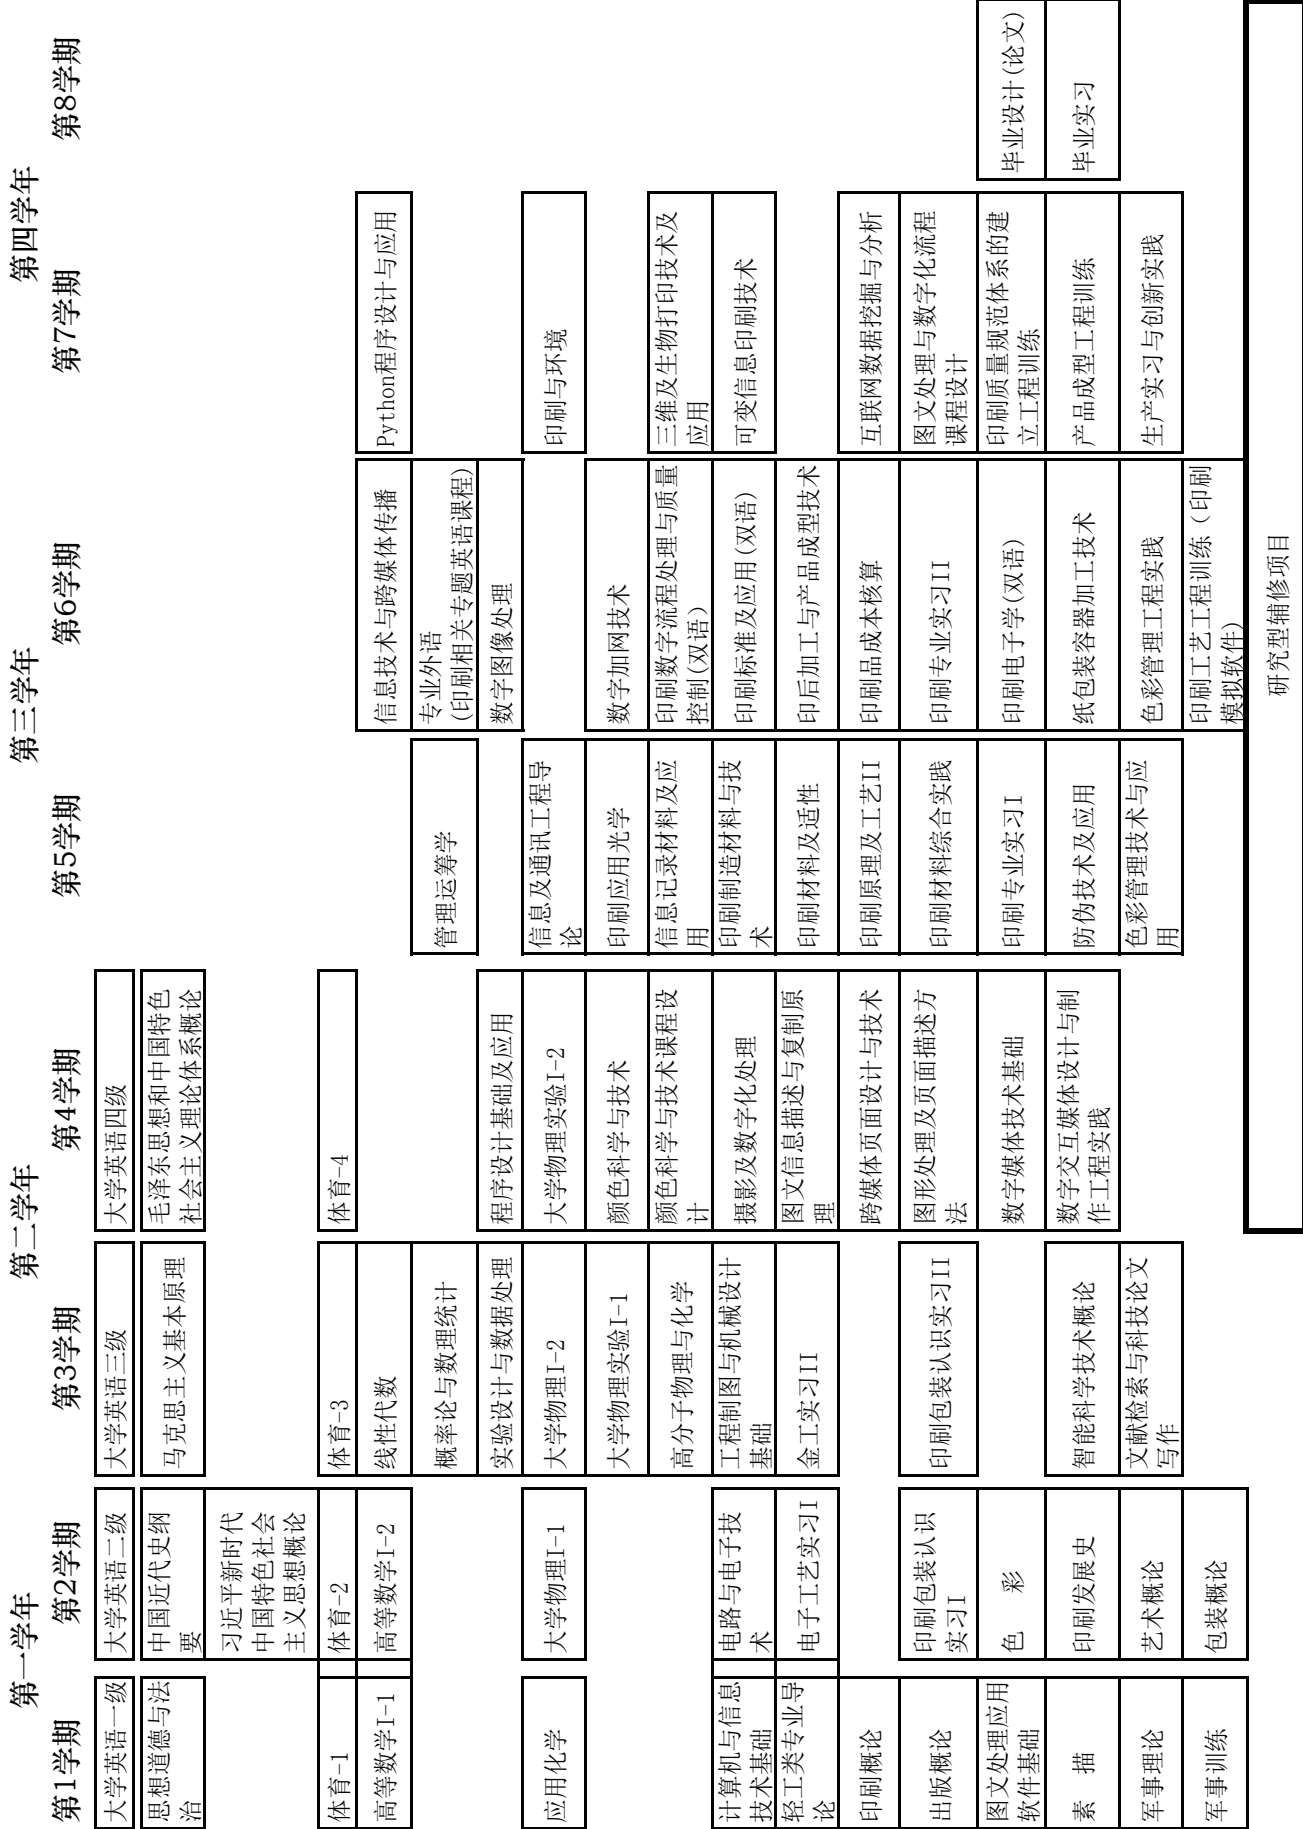 第一学年
第二学年
第三学年
第四学年
第1学期
第2学期
第3学期
第4学期
第5学期
第6学期
第7学期
第8学期
大学英语一级
大学英语二级
大学英语三级
大学英语四级
思想道德与法
治
中国近代史纲
要
马克思主义基本原理
毛泽东思想和中国特色
社会主义理论体系概论
习近平新时代
中国特色社会
主义思想概论
体育-1
体育-2
体育-3
体育-4
高等数学I-1
高等数学I-2
线性代数
信息技术与跨媒体传播
Python程序设计与应用
概率论与数理统计
管理运筹学
专业外语
(印刷相关专题英语课程)
实验设计与数据处理
程序设计基础及应用
数字图像处理
应用化学
大学物理I-1
大学物理I-2
大学物理实验I-2
信息及通讯工程导
论
印刷与环境
大学物理实验I-1
颜色科学与技术
印刷应用光学
数字加网技术
高分子物理与化学
颜色科学与技术课程设
计
信息记录材料及应
用
印刷数字流程处理与质量
控制(双语)
三维及生物打印技术及
应用
计算机与信息
技术基础
电路与电子技
术
工程制图与机械设计
基础
摄影及数字化处理
印刷制造材料与技
术
印刷标准及应用(双语)
可变信息印刷技术
轻工类专业导
论
电子工艺实习I
金工实习II
图文信息描述与复制原
理
印刷材料及适性
印后加工与产品成型技术
印刷概论
跨媒体页面设计与技术
印刷原理及工艺II
印刷品成本核算
互联网数据挖掘与分析
出版概论
印刷包装认识
实习I
印刷包装认识实习II
图形处理及页面描述方
法
印刷材料综合实践
印刷专业实习II
图文处理与数字化流程
课程设计
图文处理应用
软件基础
色 彩
数字媒体技术基础
印刷专业实习I
印刷电子学(双语)
印刷质量规范体系的建
立工程训练
毕业设计(论文)
素 描
印刷发展史
智能科学技术概论
数字交互媒体设计与制
作工程实践
防伪技术及应用
纸包装容器加工技术
产品成型工程训练
毕业实习
军事理论
艺术概论
文献检索与科技论文
写作
色彩管理技术与应
用
色彩管理工程实践
生产实习与创新实践
军事训练
包装概论
印刷工艺工程训练（印刷
模拟软件）
研究型辅修项目